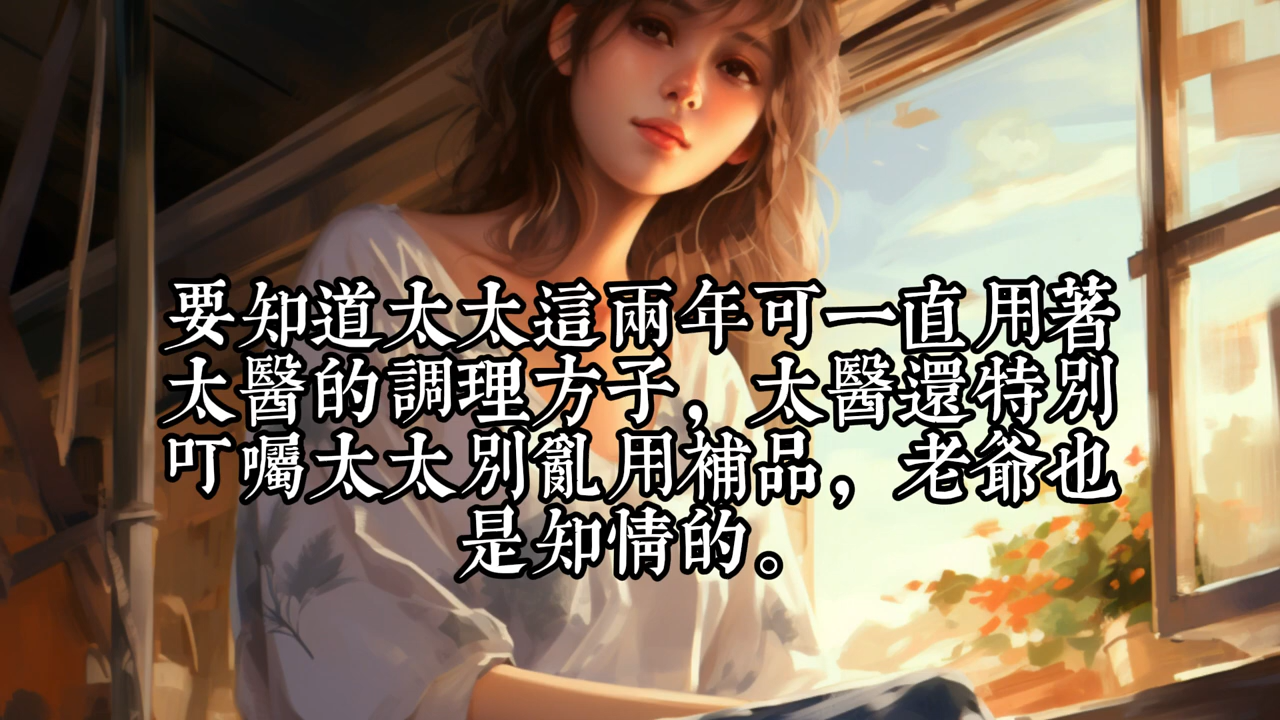 要知道太太這兩年可一直用著
太醫的調理方子，太醫還特別
叮囑太太別亂用補品，老爺也
是知情的。